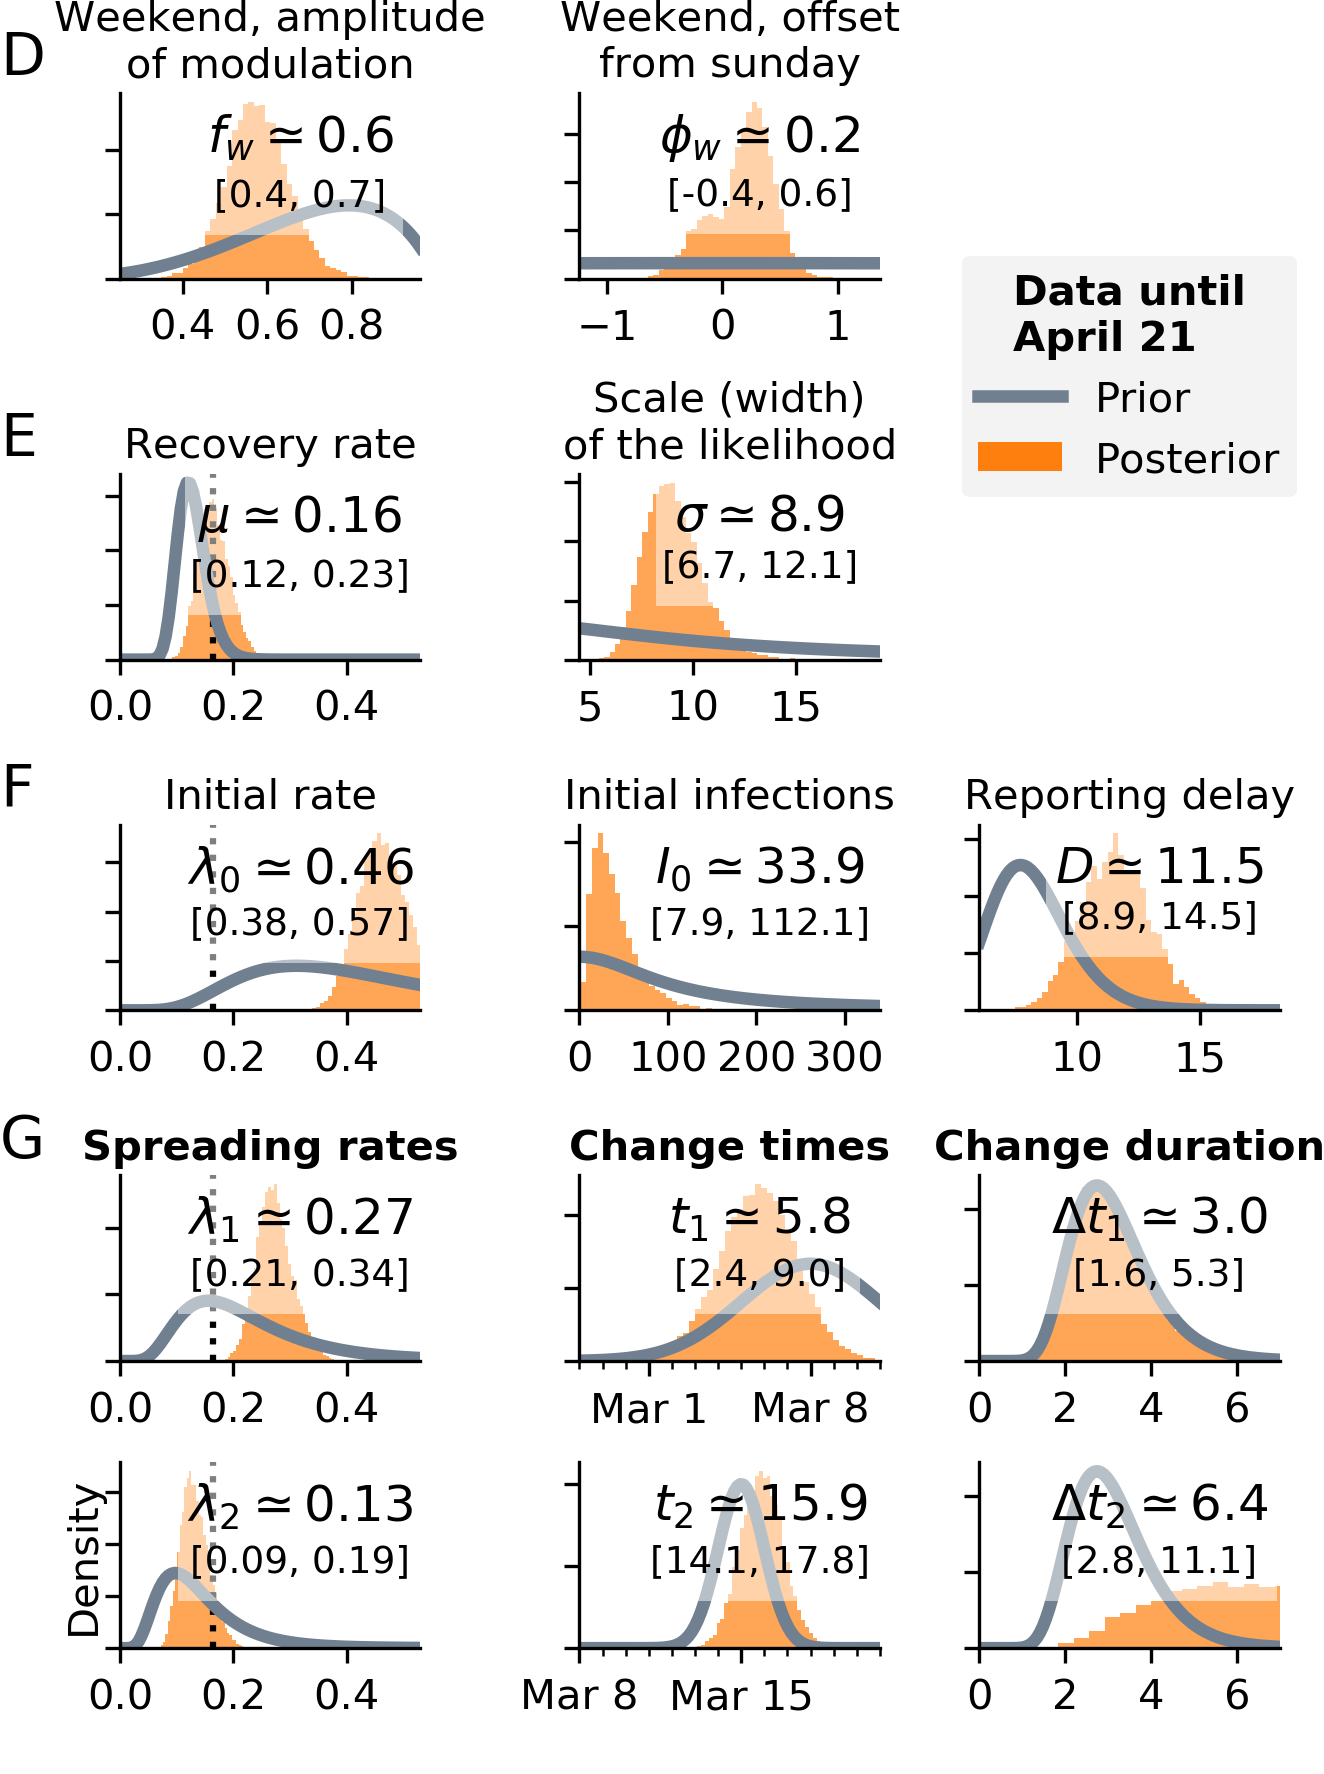 D
Weekend, amplitude
of modulation
f_w ≃ 0.6
[0.4, 0.7]
0.4 0.6 0.8
Weekend, offset
from sunday
ϕ_w ≃ 0.2
[-0.4, 0.6]
−1 0 1
Data until
April 21
Prior
Posterior
E
Recovery rate
μ ≃ 0.16
[0.12, 0.23]
0.0 0.2 0.4
Scale (width)
of the likelihood
σ ≃ 8.9
[6.7, 12.1]
5 10 15
F
Initial rate
λ₀ ≃ 0.46
[0.38, 0.57]
0.0 0.2 0.4
Initial infections
I₀ ≃ 33.9
[7.9, 112.1]
0 100 200 300
Reporting delay
D ≃ 11.5
[8.9, 14.5]
10 15
G
Spreading rates
λ₁ ≃ 0.27
[0.21, 0.34]
0.0 0.2 0.4
Change times
t₁ ≃ 5.8
[2.4, 9.0]
Mar 1 Mar 8
Change duration
Δt₁ ≃ 3.0
[1.6, 5.3]
0 2 4 6
Density
λ₂ ≃ 0.13
[0.09, 0.19]
0.0 0.2 0.4
t₂ ≃ 15.9
[14.1, 17.8]
Mar 8 Mar 15
Δt₂ ≃ 6.4
[2.8, 11.1]
0 2 4 6